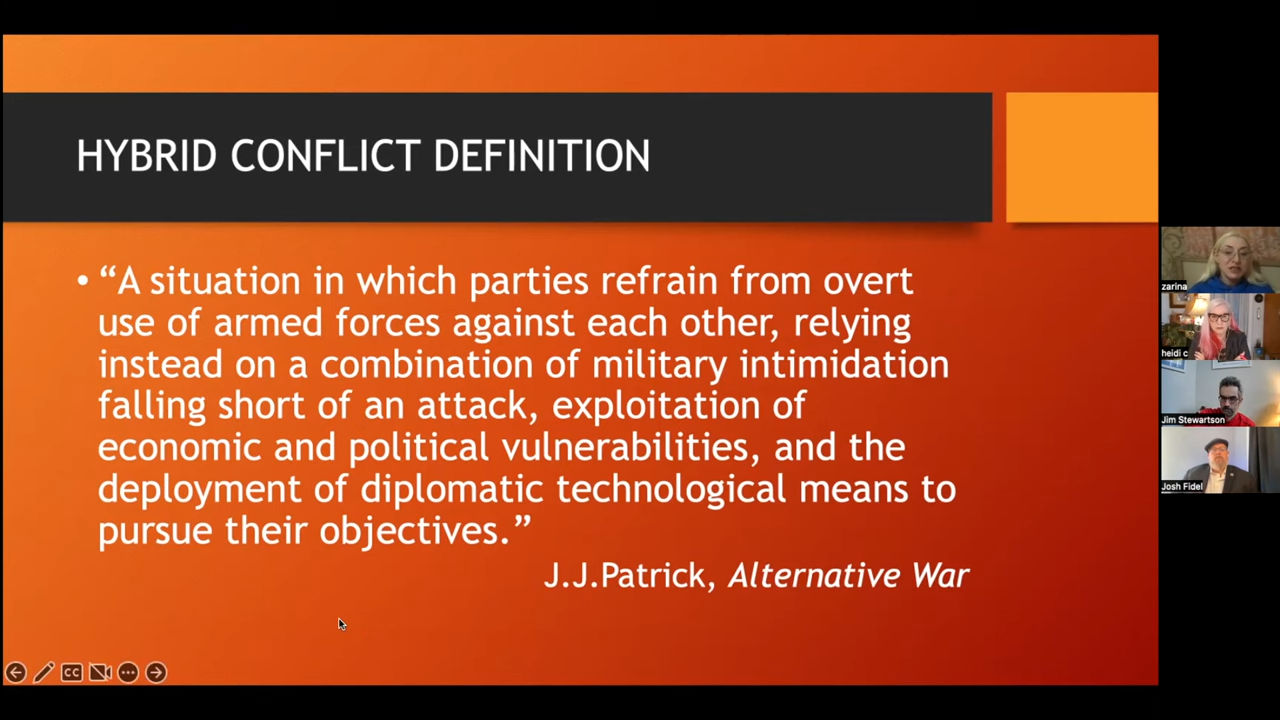 HYBRID CONFLICT DEFINITION
• “A situation in which parties refrain from overt
use of armed forces against each other, relying
instead on a combination of military intimidation
falling short of an attack, exploitation of
economic and political vulnerabilities, and the
deployment of diplomatic technological means to
pursue their objectives.”
J.J.Patrick, Alternative War
zarina
heidi c
Jim Stewartson
Josh Fidel
CC